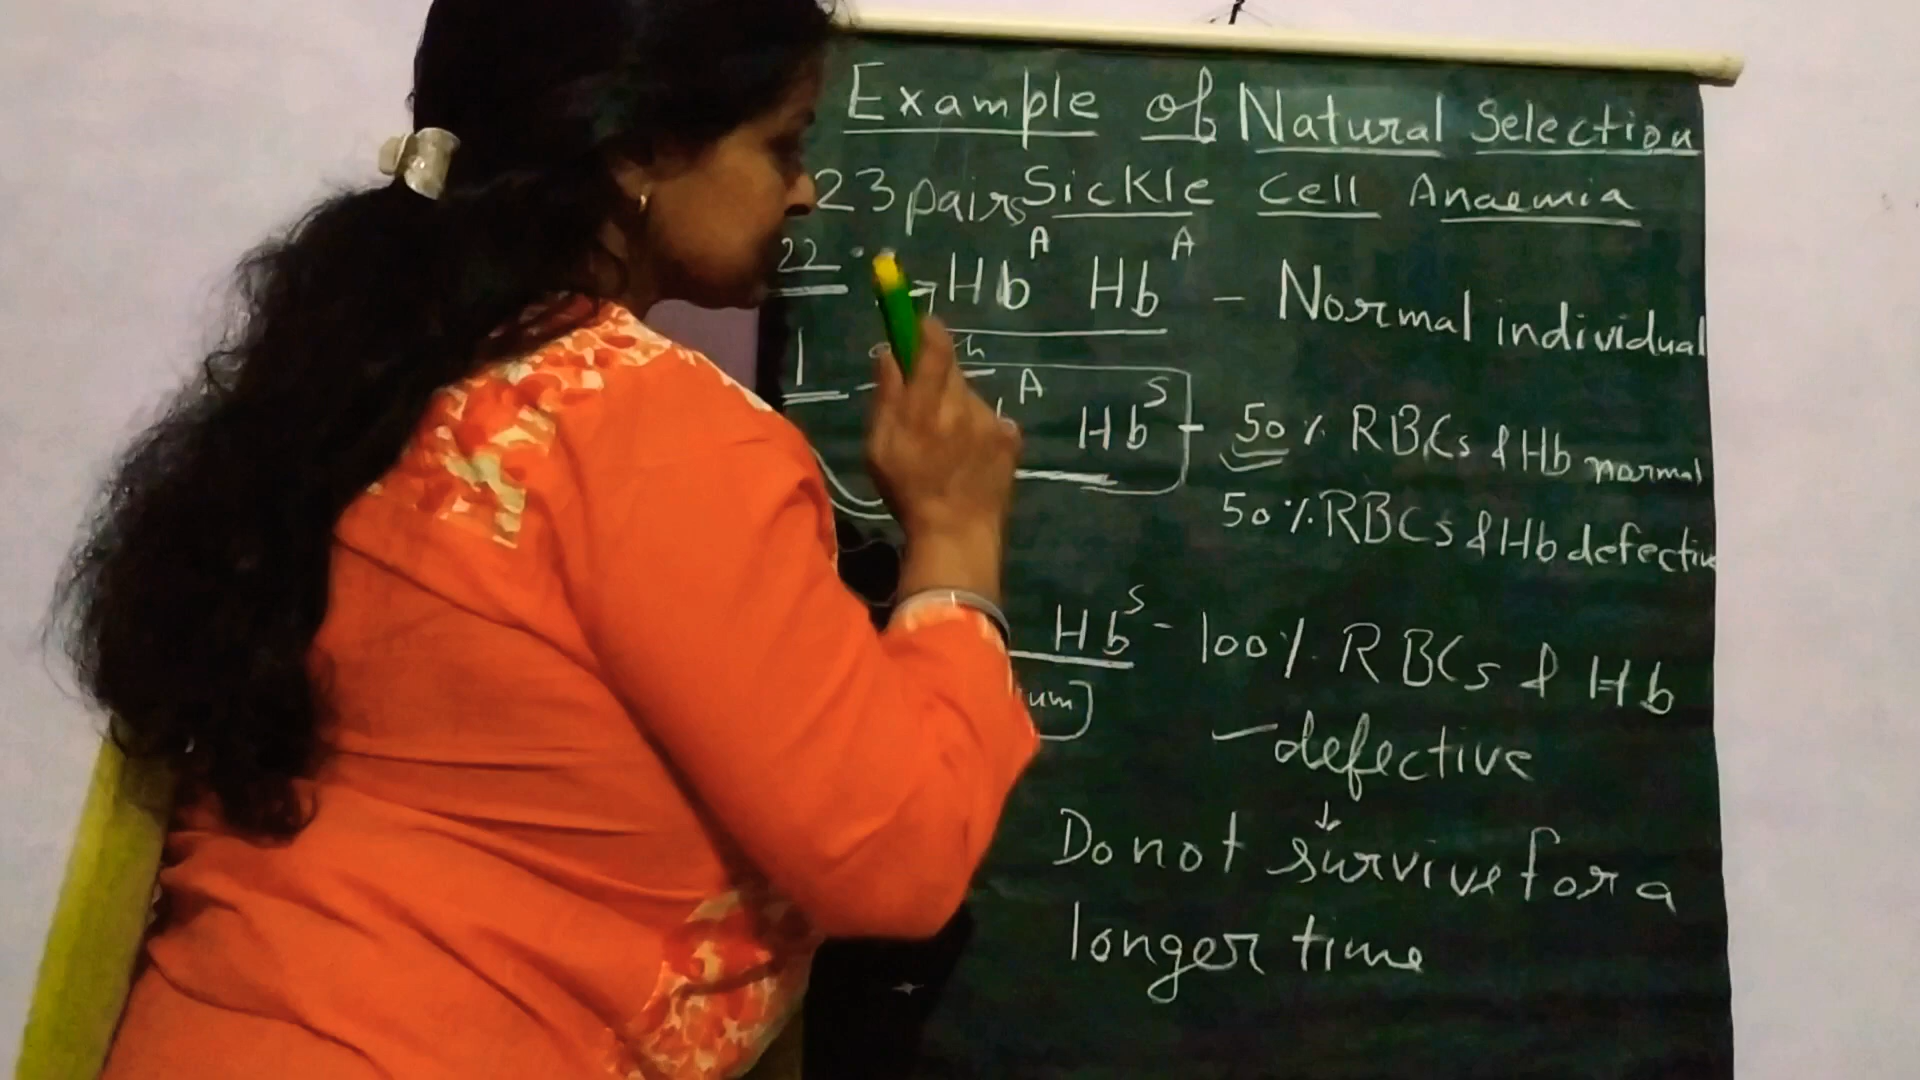 Example of Natural Selection
23 pairs Sickle Cell Anaemia
22
Hb^A Hb^A - Normal individual
1
A Hb^S - 50% RBCs & Hb normal
50% RBCs & Hb defective
Hb^S - 100% RBCs & Hb
- defective
↓
Do not survive for a
longer time